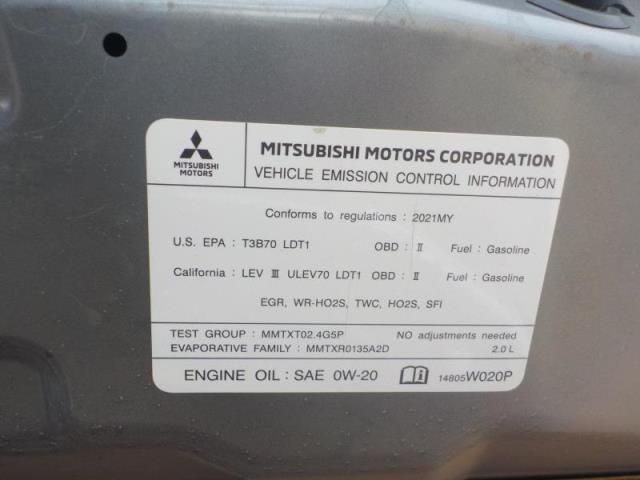 MITSUBISHI MOTORS
MITSUBISHI MOTORS CORPORATION
VEHICLE EMISSION CONTROL INFORMATION
Conforms to regulations : 2021MY
U.S. EPA : T3B70 LDT1 OBD : Ⅱ Fuel : Gasoline
California : LEV Ⅲ ULEV70 LDT1 OBD : Ⅱ Fuel : Gasoline
EGR, WR-HO2S, TWC, HO2S, SFI
TEST GROUP : MMTXT02.4G5P NO adjustments needed
EVAPORATIVE FAMILY : MMTXR0135A2D 2.0 L
ENGINE OIL : SAE 0W-20 14805W020P